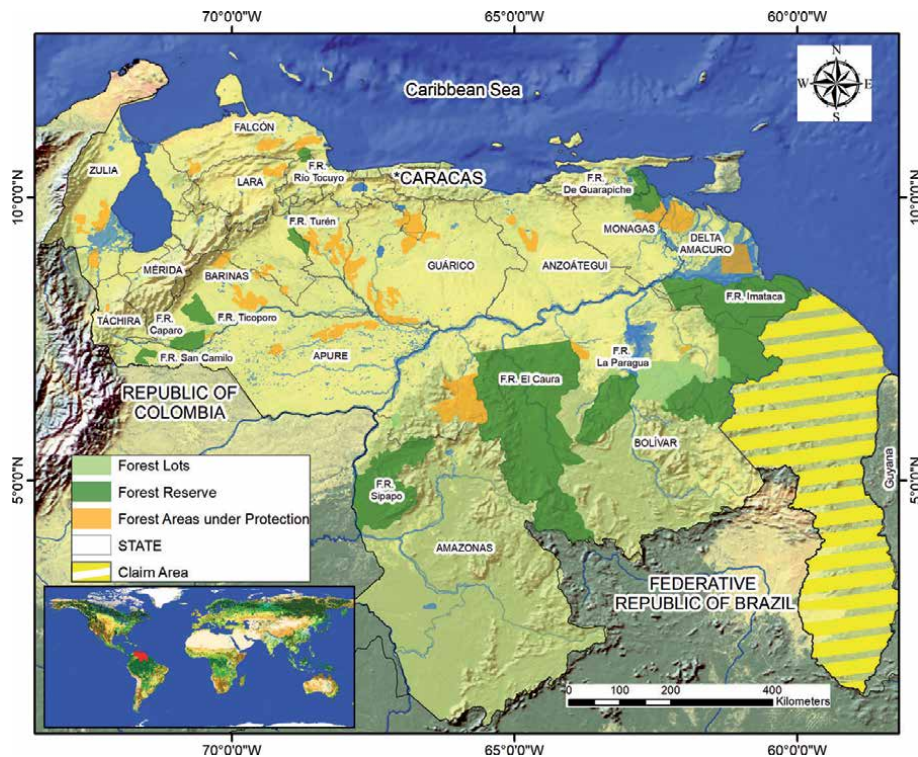 70°0'0"W
65°0'0"W
60°0'0"W
N
W
E
S
Caribbean Sea
FALCÓN
ZULIA
F.R.
Río Tocuyo
LARA
*CARACAS
F.R.
De Guarapiche
10°0'0"N
10°0'0"N
F.R. Turén
MONAGAS
DELTA
AMACURO
MÉRIDA
BARINAS
GUÁRICO
ANZOÁTEGUI
TÁCHIRA
F.R.
Caparo
F.R. Ticoporo
F.R. Imataca
F.R. San Camilo
APURE
F.R.
La Paragua
F.R. El Caura
REPUBLIC OF
COLOMBIA
BOLÍVAR
Guyana
5°0'0"N
5°0'0"N
F.R.
Sipapo
AMAZONAS
FEDERATIVE
REPUBLIC OF BRAZIL
Forest Lots
Forest Reserve
Forest Areas under Protection
STATE
Claim Area
0 100 200 400
Kilometers
70°0'0"W
65°0'0"W
60°0'0"W